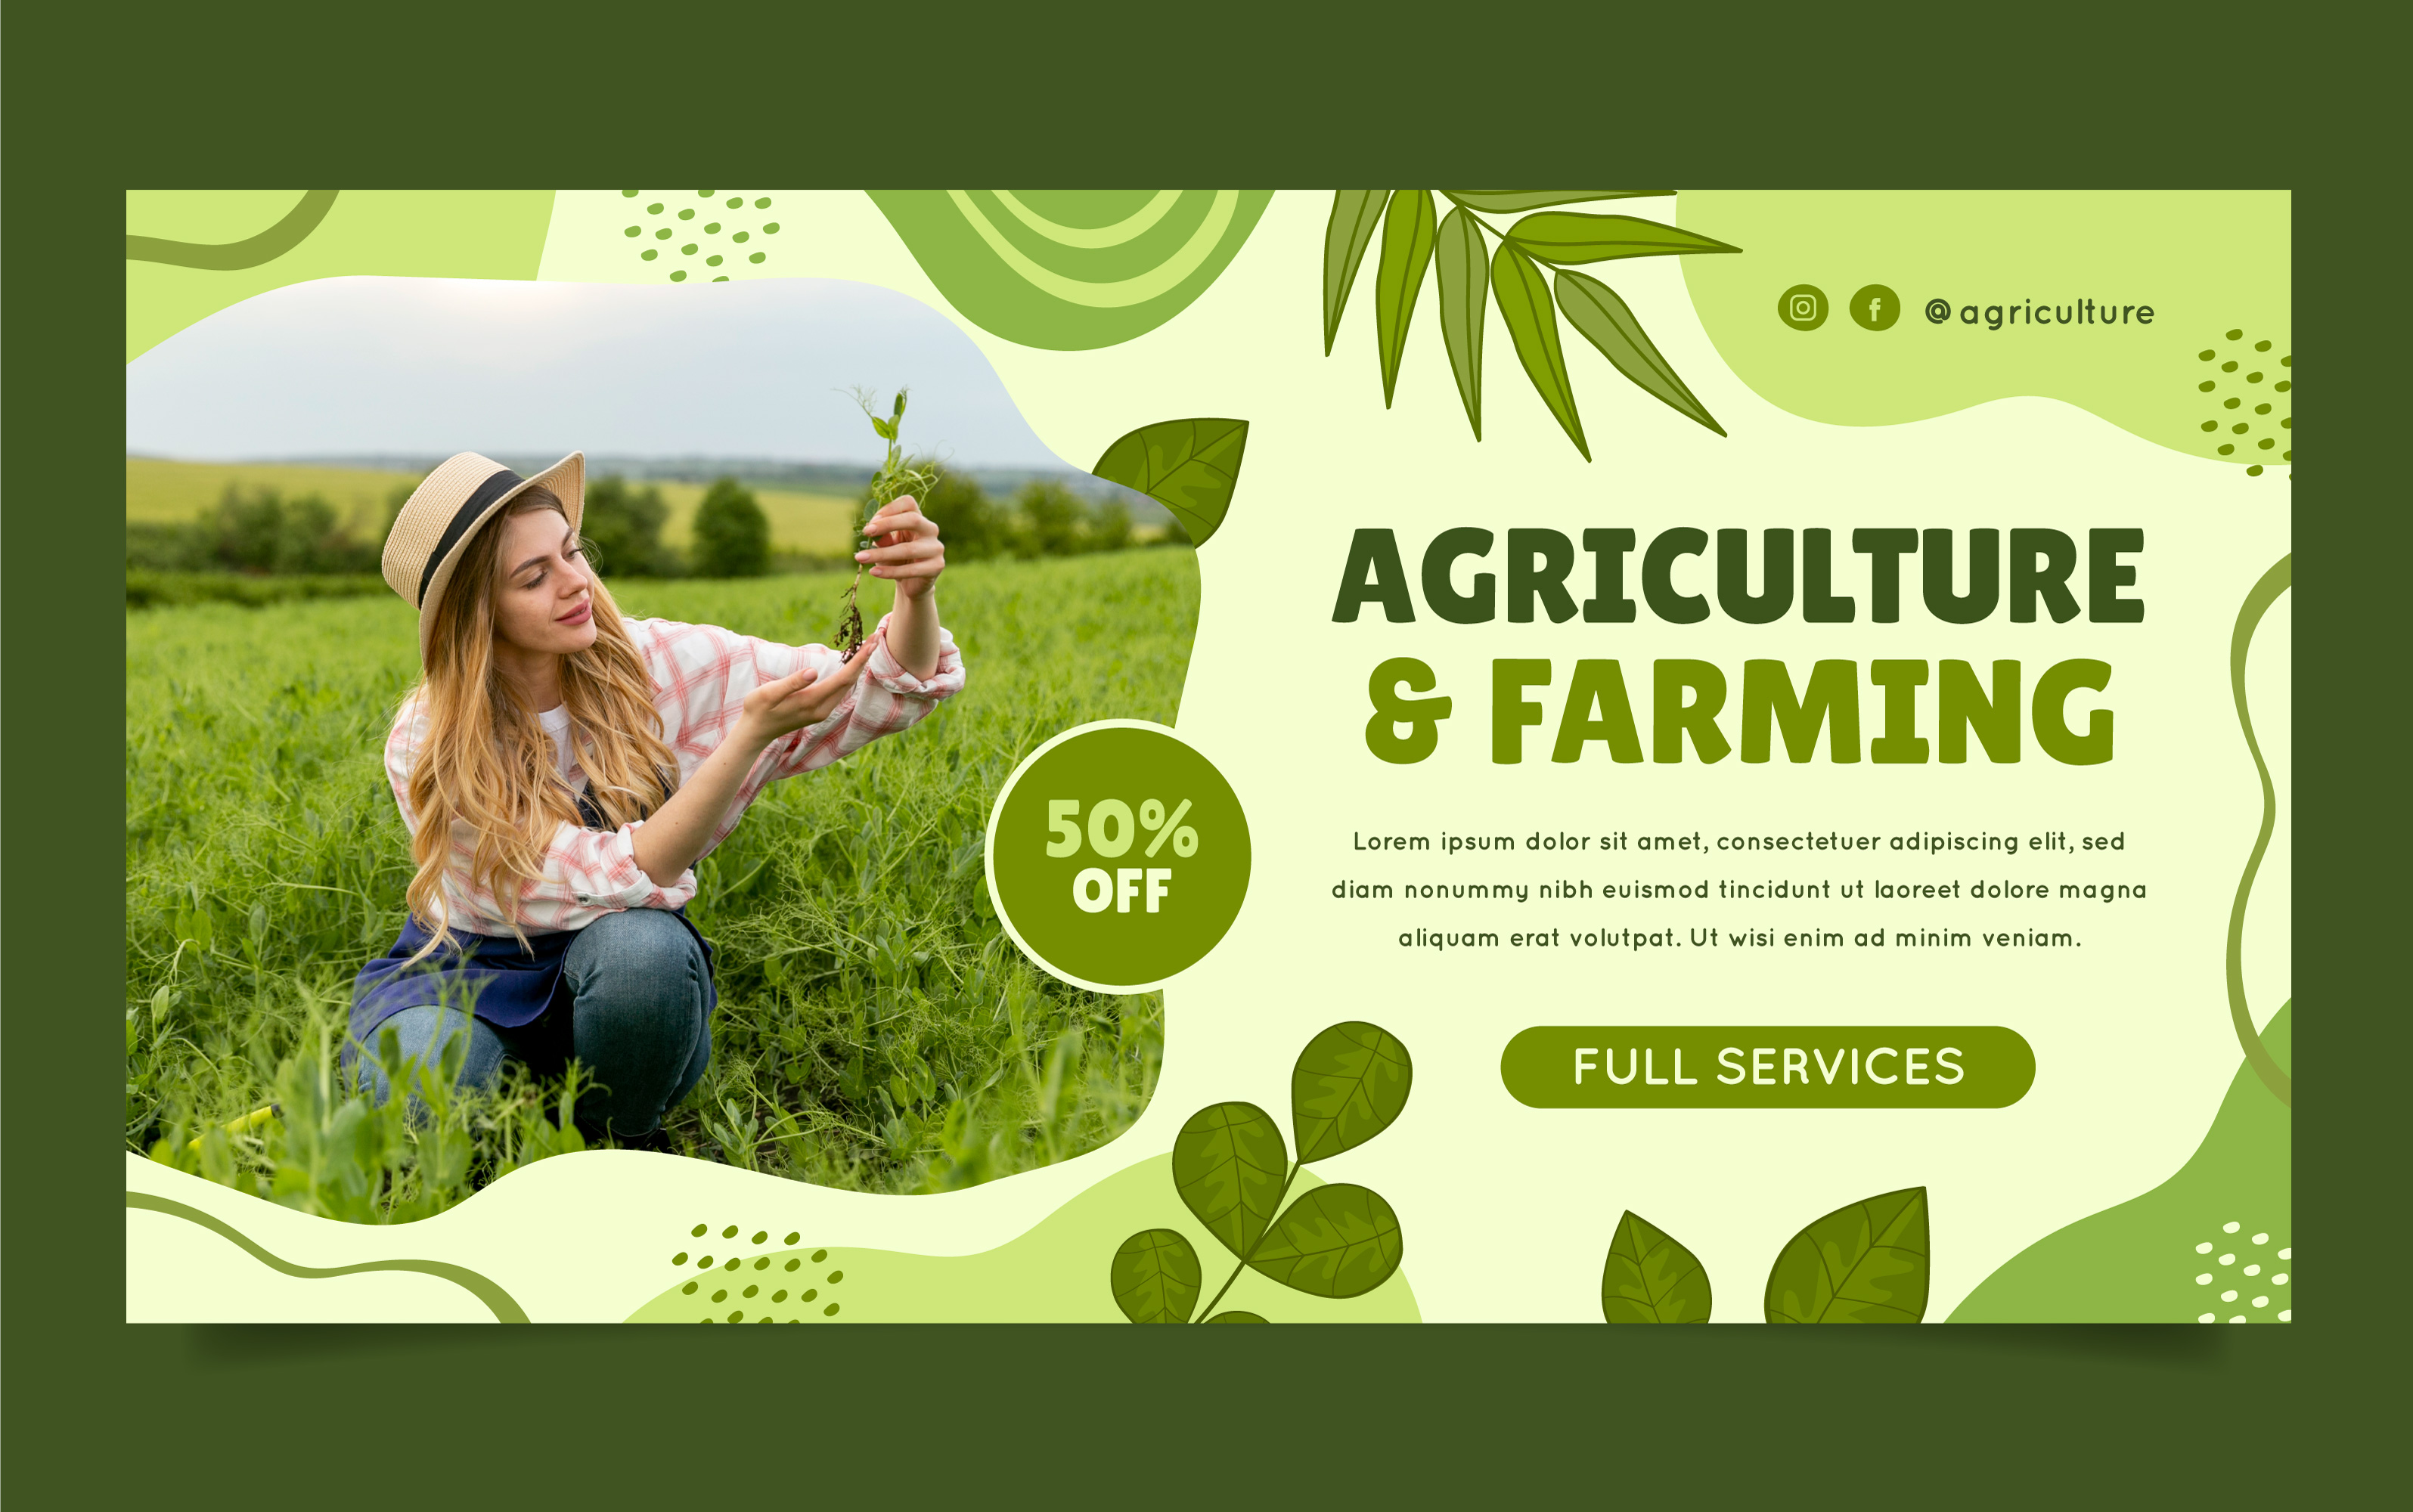 @agriculture
AGRICULTURE
& FARMING
50%
OFF
Lorem ipsum dolor sit amet, consectetuer adipiscing elit, sed
diam nonummy nibh euismod tincidunt ut laoreet dolore magna
aliquam erat volutpat. Ut wisi enim ad minim veniam.
FULL SERVICES